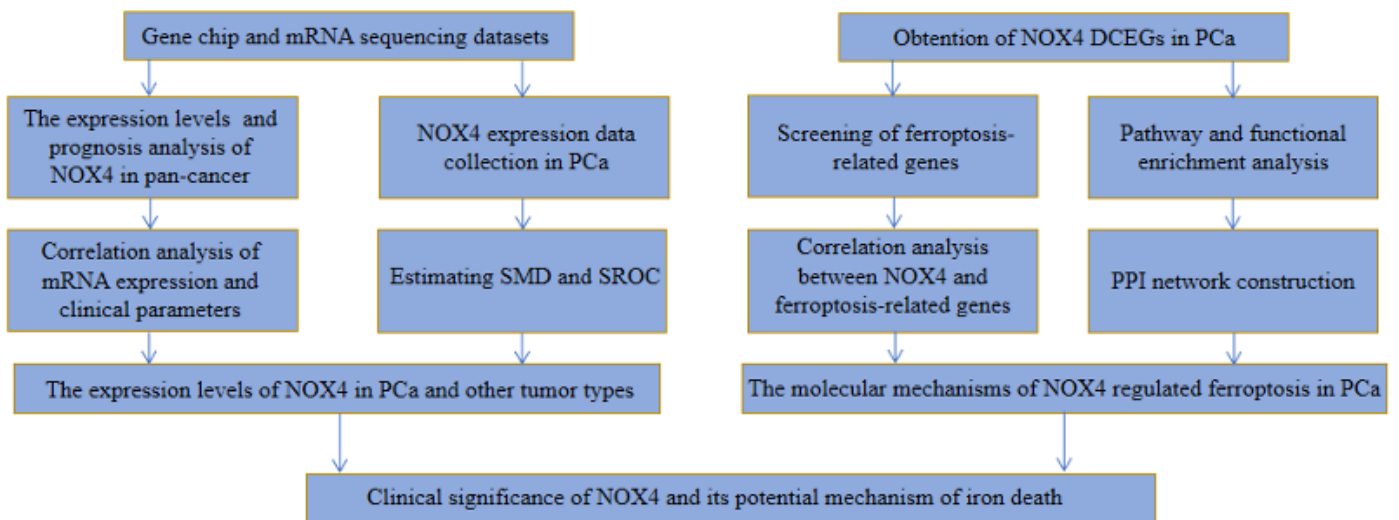 Gene chip and mRNA sequencing datasets
Obtention of NOX4 DCEGs in PCa
The expression levels and
prognosis analysis of
NOX4 in pan-cancer
NOX4 expression data
collection in PCa
Screening of ferroptosis-
related genes
Pathway and functional
enrichment analysis
Correlation analysis of
mRNA expression and
clinical parameters
Estimating SMD and SROC
Correlation analysis
between NOX4 and
ferroptosis-related genes
PPI network construction
The expression levels of NOX4 in PCa and other tumor types
The molecular mechanisms of NOX4 regulated ferroptosis in PCa
Clinical significance of NOX4 and its potential mechanism of iron death